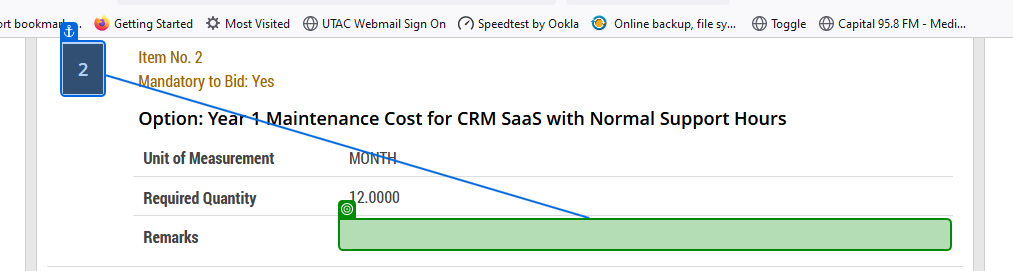 ort bookmark... Getting Started Most Visited UTAC Webmail Sign On Speedtest by Ookla Online backup, file sy... Toggle Capital 95.8 FM - Medi...
2
Item No. 2
Mandatory to Bid: Yes
Option: Year 1 Maintenance Cost for CRM SaaS with Normal Support Hours
Unit of Measurement MONTH
Required Quantity 12.0000
Remarks